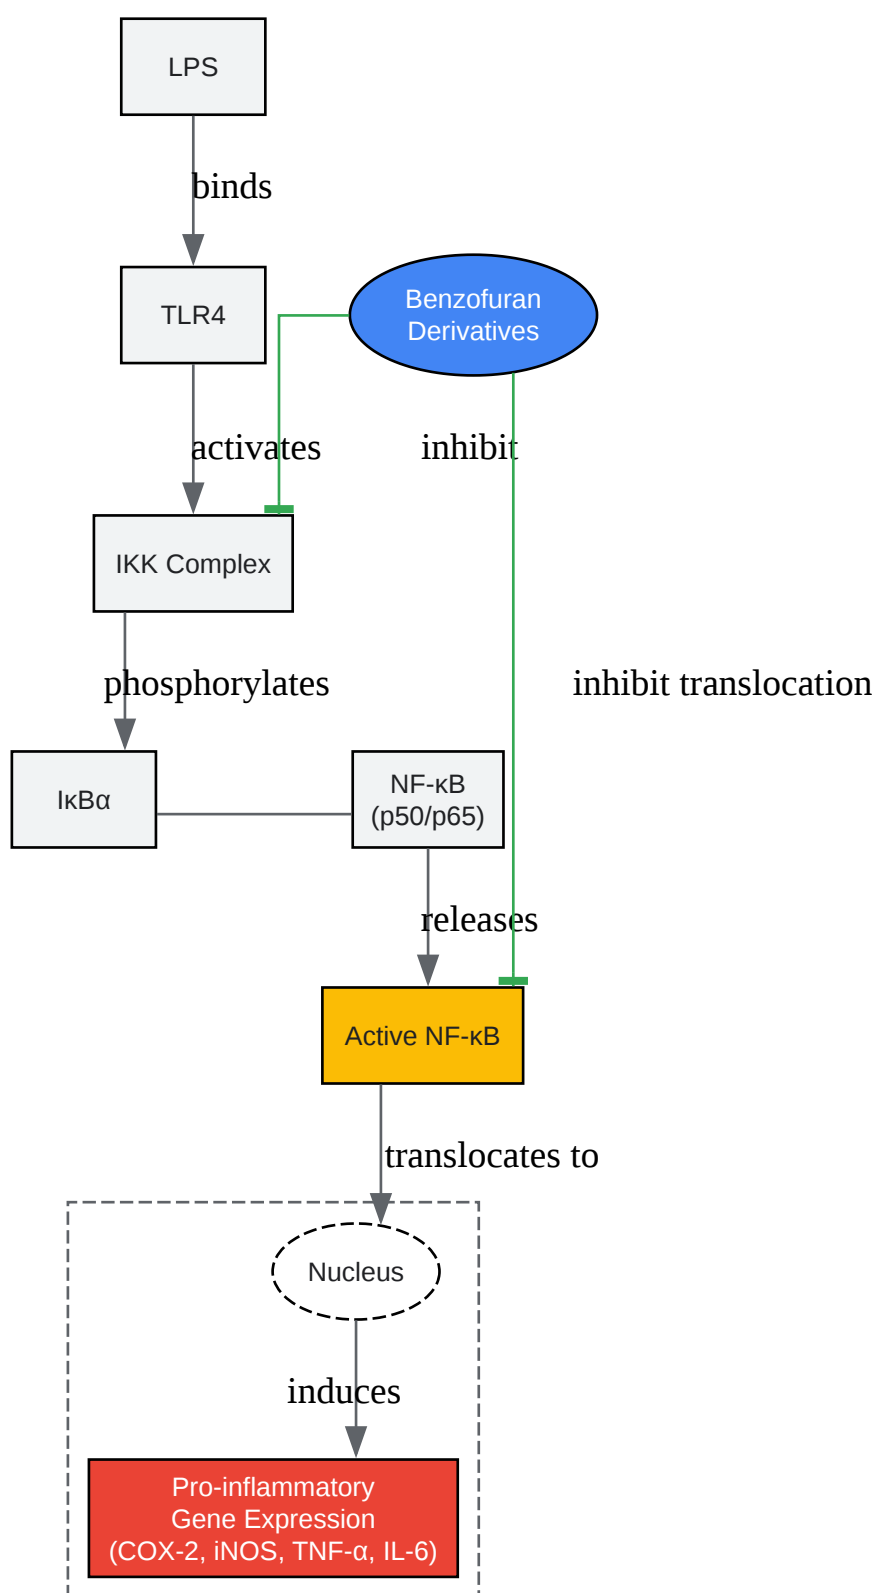 LPS
binds
TLR4
Benzofuran
Derivatives
activates
inhibit
IKK Complex
phosphorylates
inhibit translocation
IκBα
NF-κB
(p50/p65)
releases
Active NF-κB
translocates to
Nucleus
induces
Pro-inflammatory
Gene Expression
(COX-2, iNOS, TNF-α, IL-6)